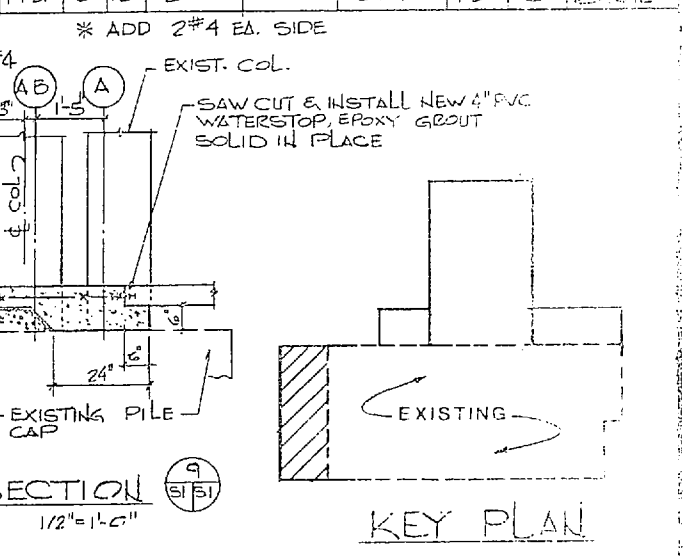 * ADD 2#4 EA. SIDE
AB
A
1'-5"
EXIST. COL.
SAW CUT & INSTALL NEW 4" PVC
WATERSTOP, EPOXY GROUT
SOLID IN PLACE
℄ COL
6"
6"
24"
EXISTING PILE
CAP
EXISTING
SECTION
9
S1 S1
1/2"=1'-0"
KEY PLAN